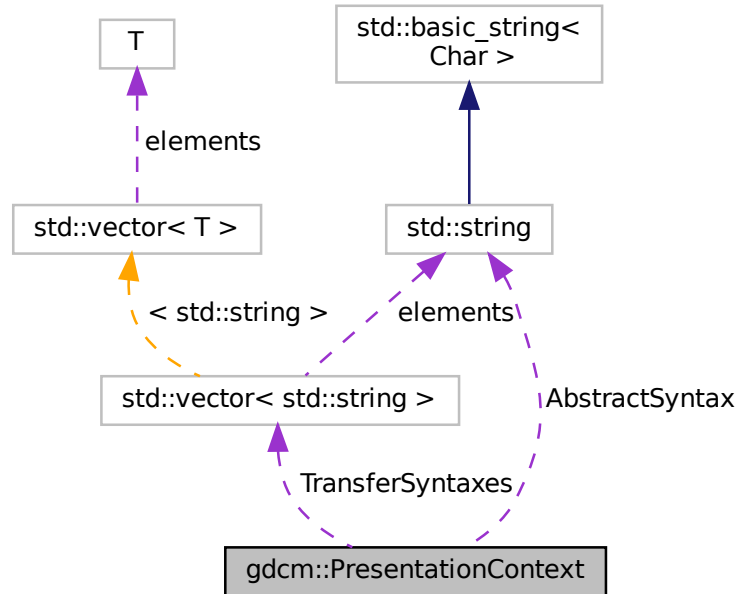 T
std::basic_string<
Char >
elements
std::vector< T >
std::string
< std::string >
elements
std::vector< std::string >
AbstractSyntax
TransferSyntaxes
gdcm::PresentationContext